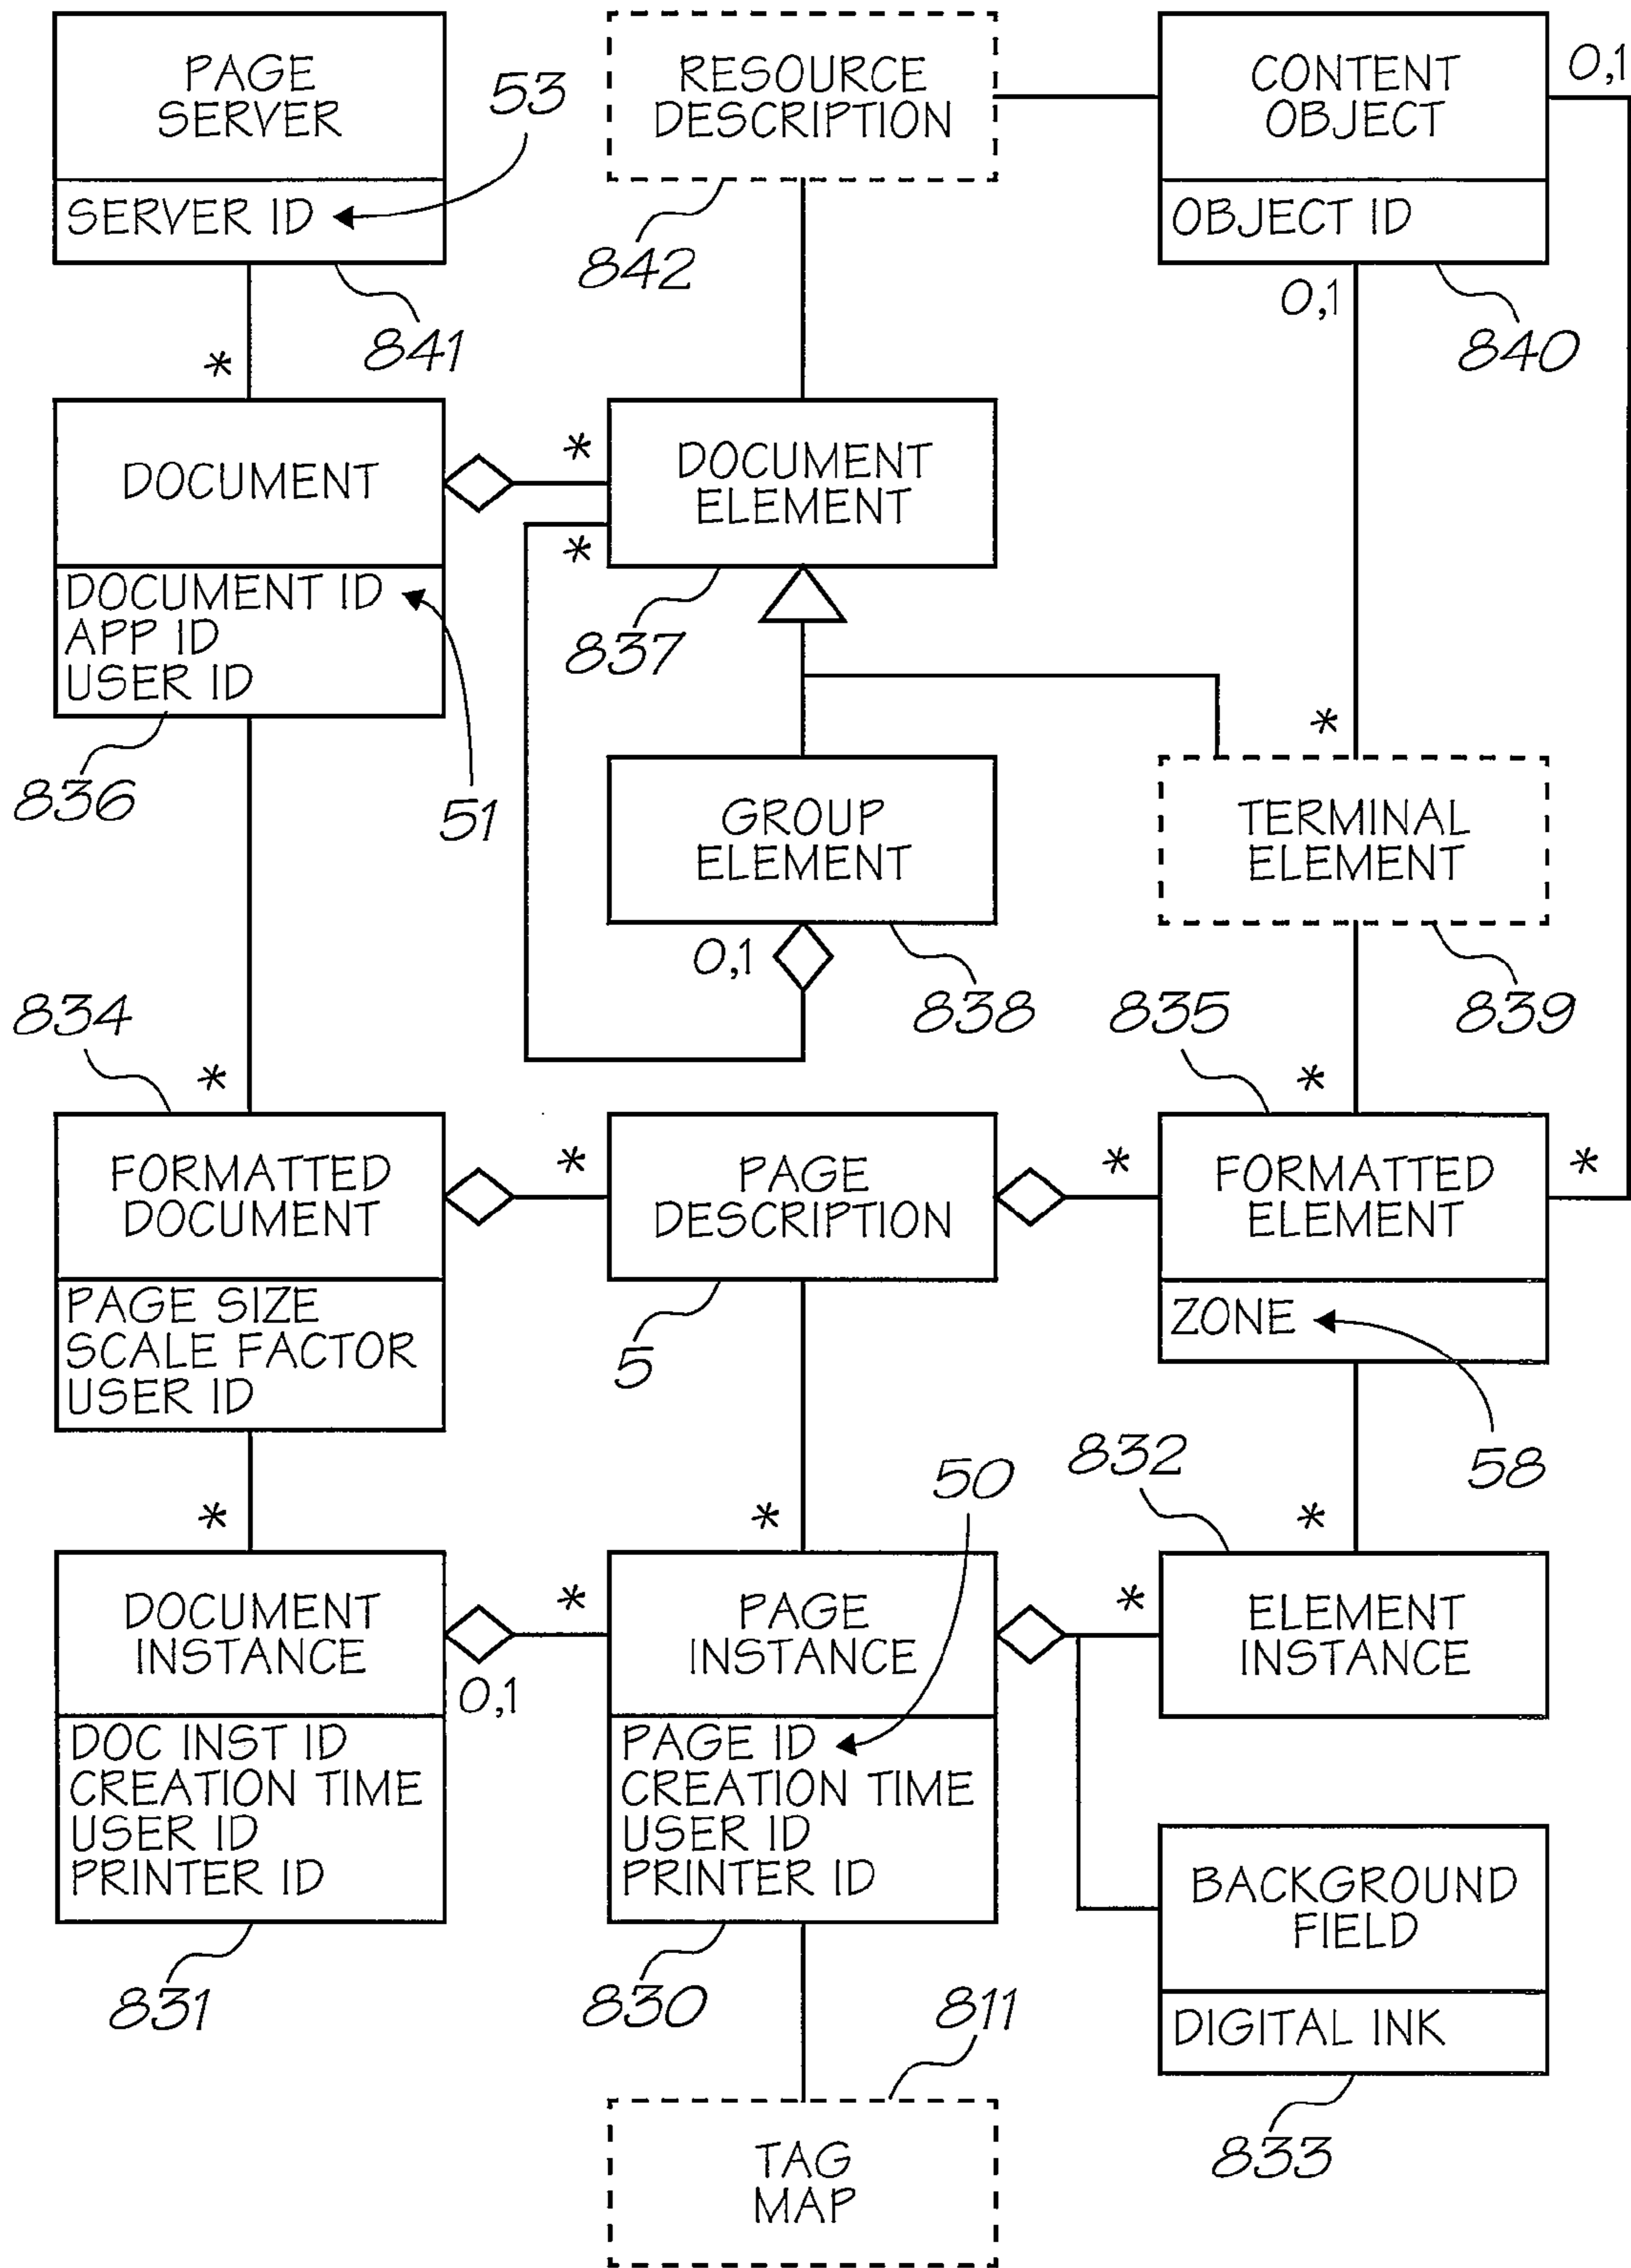 PAGE
SERVER
SERVER ID
53
841
RESOURCE
DESCRIPTION
842
CONTENT
OBJECT
OBJECT ID
0,1
0,1
840
*
DOCUMENT
DOCUMENT ID
APP ID
USER ID
836
51
*
*
DOCUMENT
ELEMENT
837
GROUP
ELEMENT
0,1
838
*
TERMINAL
ELEMENT
839
834
*
FORMATTED
DOCUMENT
PAGE SIZE
SCALE FACTOR
USER ID
*
PAGE
DESCRIPTION
5
835
*
*
*
FORMATTED
ELEMENT
ZONE
58
*
DOCUMENT
INSTANCE
0,1
DOC INST ID
CREATION TIME
USER ID
PRINTER ID
831
*
*
50
PAGE
INSTANCE
PAGE ID
CREATION TIME
USER ID
PRINTER ID
830
832
*
*
ELEMENT
INSTANCE
BACKGROUND
FIELD
DIGITAL INK
833
811
TAG
MAP